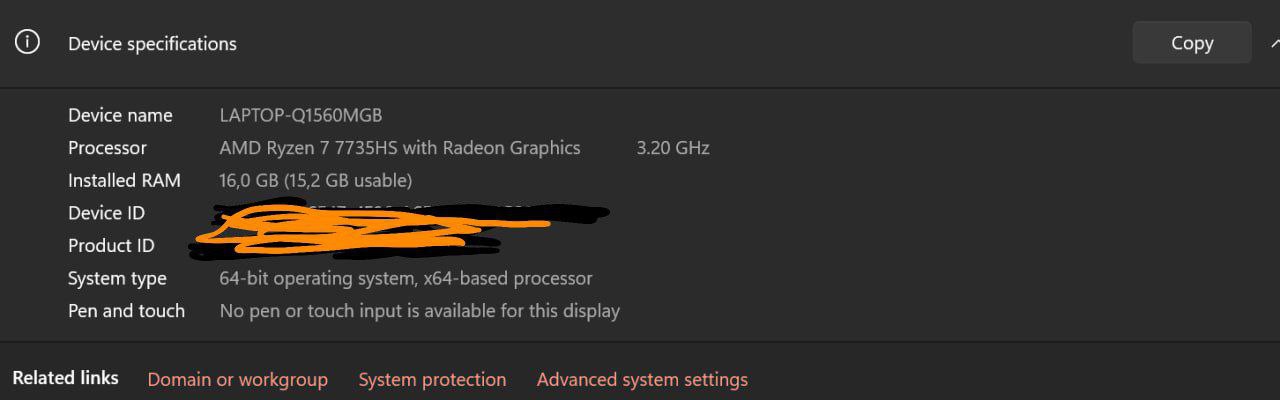 Device specifications
Copy
Device name LAPTOP-Q1560MGB
Processor AMD Ryzen 7 7735HS with Radeon Graphics 3.20 GHz
Installed RAM 16,0 GB (15,2 GB usable)
Device ID
Product ID
System type 64-bit operating system, x64-based processor
Pen and touch No pen or touch input is available for this display
Related links Domain or workgroup System protection Advanced system settings